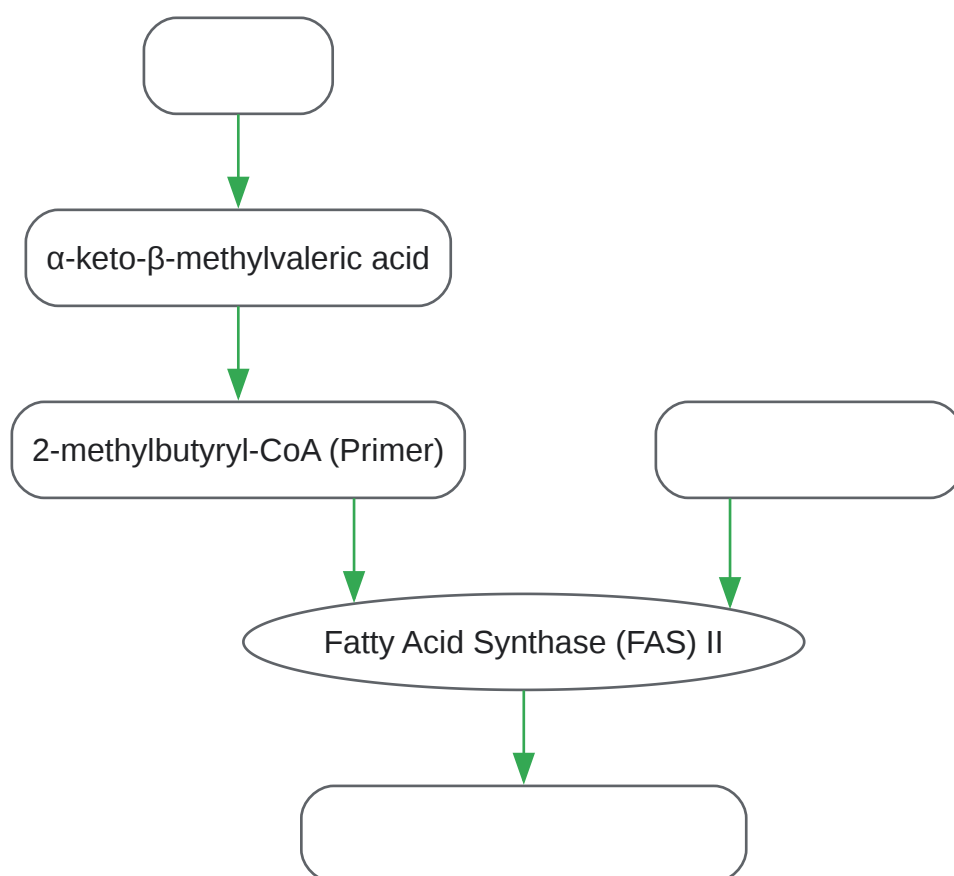 α-keto-β-methylvaleric acid
2-methylbutyryl-CoA (Primer)
Fatty Acid Synthase (FAS) II